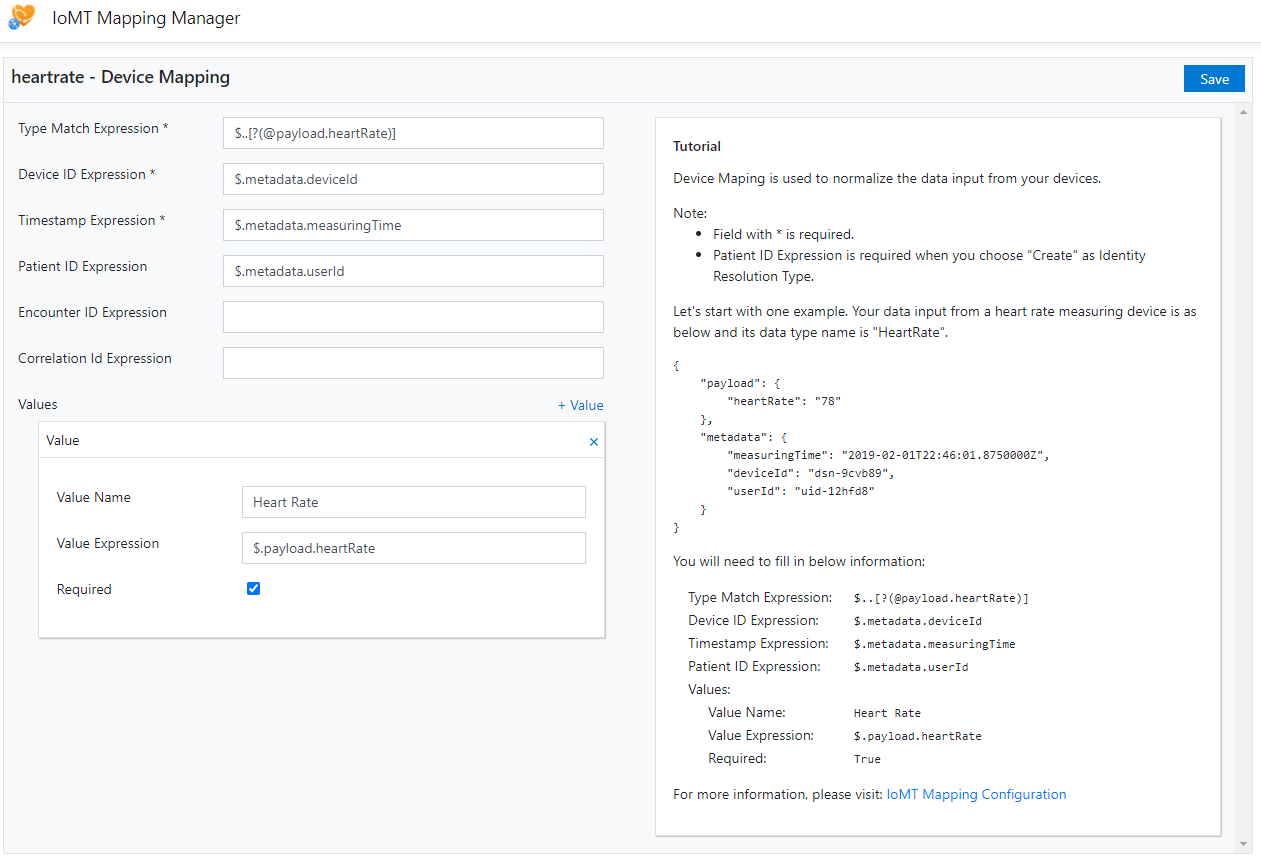 IoMT Mapping Manager
heartrate - Device Mapping
Save
Type Match Expression *
$..[?(@payload.heartRate)]
Device ID Expression *
$.metadata.deviceId
Timestamp Expression *
$.metadata.measuringTime
Patient ID Expression
$.metadata.userId
Encounter ID Expression
Correlation Id Expression
Values
+ Value
Value
×
Value Name
Heart Rate
Value Expression
$.payload.heartRate
Required
Tutorial
Device Maping is used to normalize the data input from your devices.
Note:
• Field with * is required.
• Patient ID Expression is required when you choose "Create" as Identity
Resolution Type.
Let's start with one example. Your data input from a heart rate measuring device is as
below and its data type name is "HeartRate".
{
"payload": {
"heartRate": "78"
},
"metadata": {
"measuringTime": "2019-02-01T22:46:01.8750000Z",
"deviceId": "dsn-9cvb89",
"userId": "uid-12hfd8"
}
}
You will need to fill in below information:
Type Match Expression: $..[?(@payload.heartRate)]
Device ID Expression: $.metadata.deviceId
Timestamp Expression: $.metadata.measuringTime
Patient ID Expression: $.metadata.userId
Values:
Value Name: Heart Rate
Value Expression: $.payload.heartRate
Required: True
For more information, please visit: IoMT Mapping Configuration